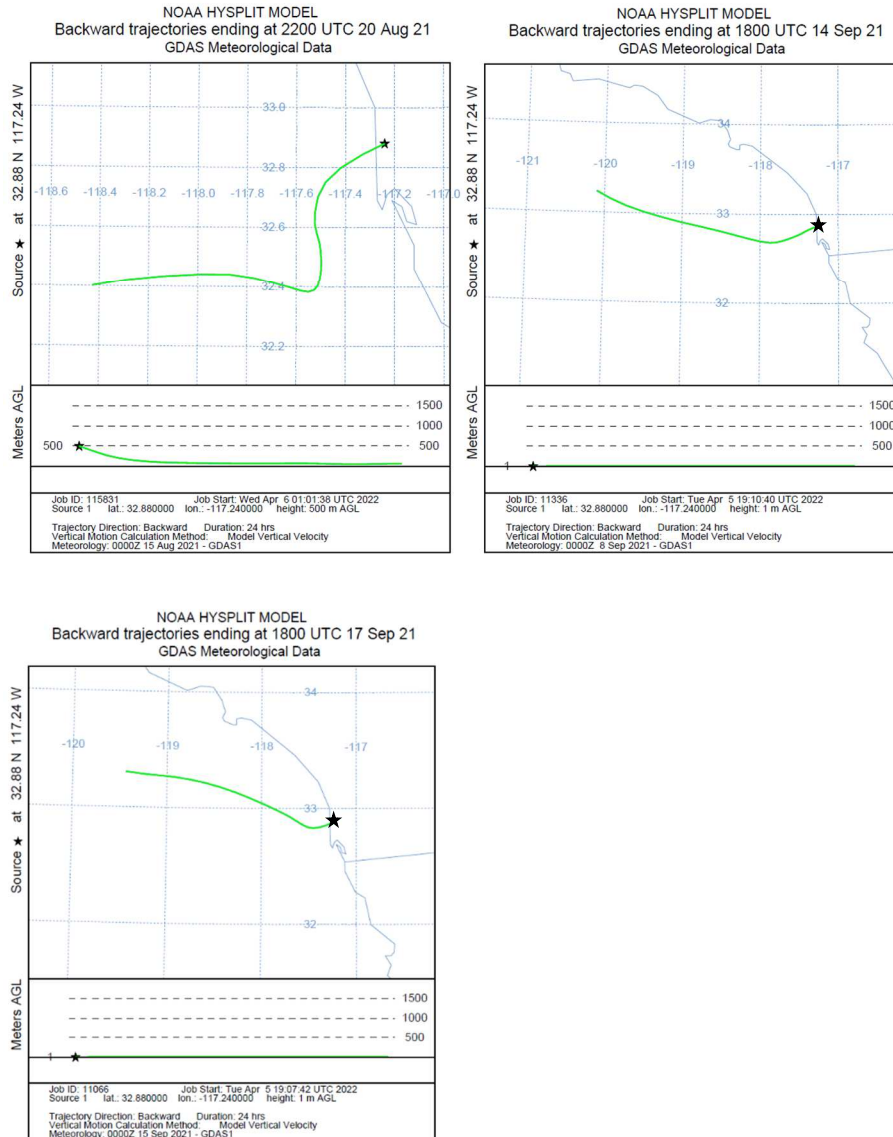 NOAA HYSPLIT MODEL
Backward trajectories ending at 2200 UTC 20 Aug 21
GDAS Meteorological Data
Source ★ at 32.88 N 117.24 W
33.0
32.8
-118.6 -118.4 -118.2 -118.0 -117.8 -117.6 -117.4 -117.2 -117.0
32.6
32.4
32.2
Meters AGL
1500
1000
500 500
Job ID: 115831 Job Start: Wed Apr 6 01:01:38 UTC 2022
Source 1 lat.: 32.880000 lon.: -117.240000 height: 500 m AGL
Trajectory Direction: Backward Duration: 24 hrs
Vertical Motion Calculation Method: Model Vertical Velocity
Meteorology: 0000Z 15 Aug 2021 - GDAS1
NOAA HYSPLIT MODEL
Backward trajectories ending at 1800 UTC 14 Sep 21
GDAS Meteorological Data
Source ★ at 32.88 N 117.24 W
34
-121 -120 -119 -118 -117
33
32
Meters AGL
1500
1000
500
1
Job ID: 11336 Job Start: Tue Apr 5 19:10:40 UTC 2022
Source 1 lat.: 32.880000 lon.: -117.240000 height: 1 m AGL
Trajectory Direction: Backward Duration: 24 hrs
Vertical Motion Calculation Method: Model Vertical Velocity
Meteorology: 0000Z 8 Sep 2021 - GDAS1
NOAA HYSPLIT MODEL
Backward trajectories ending at 1800 UTC 17 Sep 21
GDAS Meteorological Data
Source ★ at 32.88 N 117.24 W
34
-120 -119 -118 -117
33
32
Meters AGL
1500
1000
500
1
Job ID: 11066 Job Start: Tue Apr 5 19:07:42 UTC 2022
Source 1 lat.: 32.880000 lon.: -117.240000 height: 1 m AGL
Trajectory Direction: Backward Duration: 24 hrs
Vertical Motion Calculation Method: Model Vertical Velocity
Meteorology: 0000Z 15 Sep 2021 - GDAS1